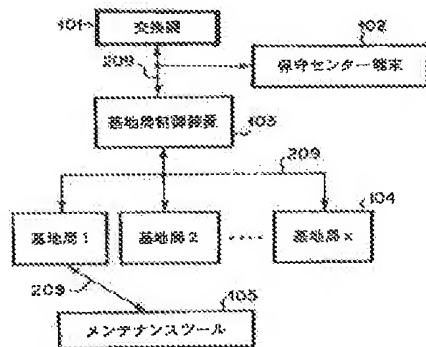 101 交換機
102
209
保守センター端末
基地局制御装置
103
209
104
基地局1 基地局2 ‥‥ 基地局x
209
105
メンテナンスツール